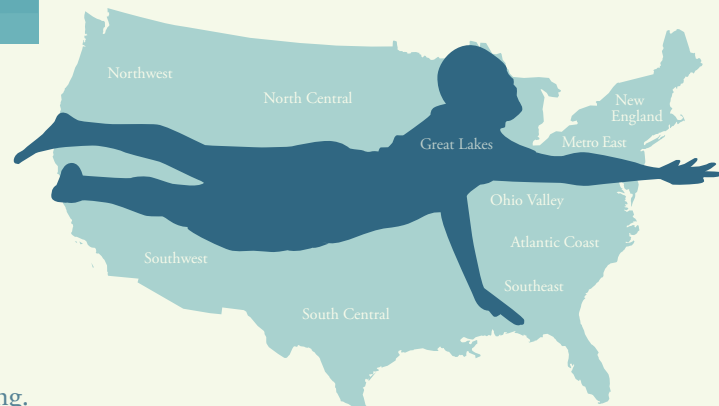 Northwest
North Central
New
England
Great Lakes
Metro East
Ohio Valley
Atlantic Coast
Southwest
Southeast
South Central